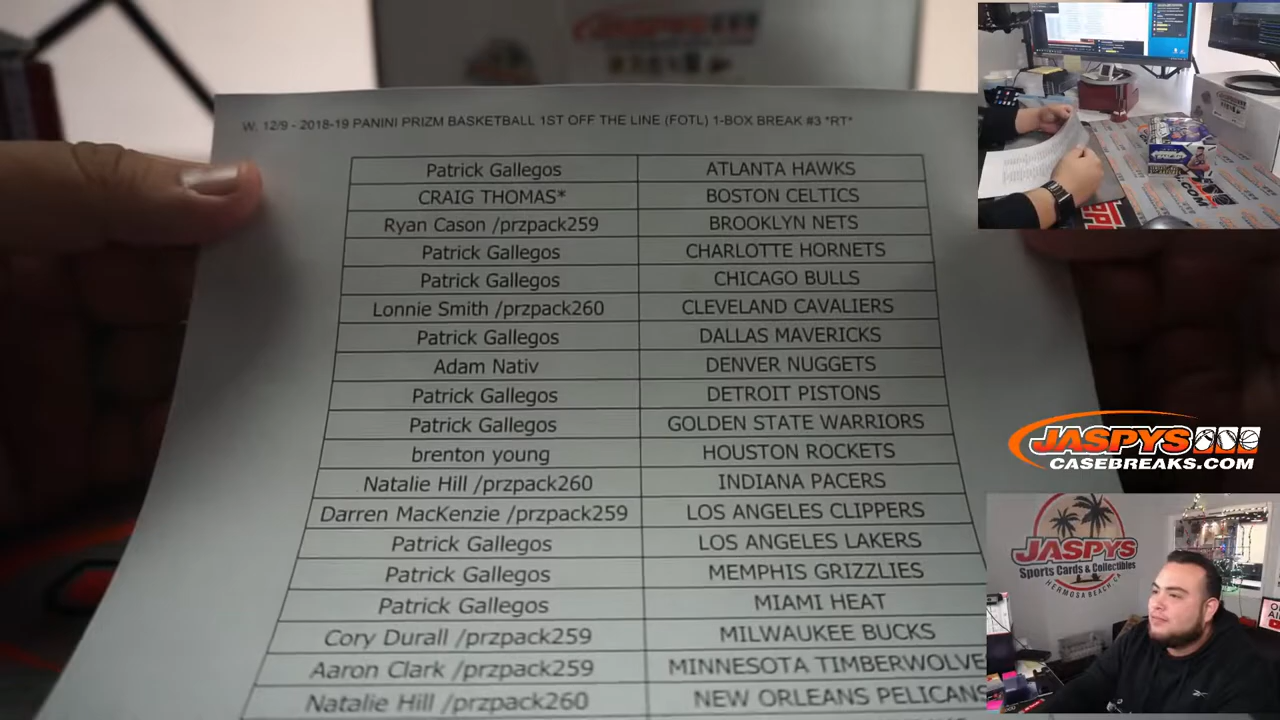 W. 12/9 - 2018-19 PANINI PRIZM BASKETBALL 1ST OFF THE LINE (FOTL) 1-BOX BREAK #3 *RT*
Patrick Gallegos ATLANTA HAWKS
CRAIG THOMAS* BOSTON CELTICS
Ryan Cason /przpack259 BROOKLYN NETS
Patrick Gallegos CHARLOTTE HORNETS
Patrick Gallegos CHICAGO BULLS
Lonnie Smith /przpack260 CLEVELAND CAVALIERS
Patrick Gallegos DALLAS MAVERICKS
Adam Nativ DENVER NUGGETS
Patrick Gallegos DETROIT PISTONS
Patrick Gallegos GOLDEN STATE WARRIORS
brenton young HOUSTON ROCKETS
Natalie Hill /przpack260 INDIANA PACERS
Darren MacKenzie /przpack259 LOS ANGELES CLIPPERS
Patrick Gallegos LOS ANGELES LAKERS
Patrick Gallegos MEMPHIS GRIZZLIES
Patrick Gallegos MIAMI HEAT
Cory Durall /przpack259 MILWAUKEE BUCKS
Aaron Clark /przpack259 MINNESOTA TIMBERWOLVE
Natalie Hill /przpack260 NEW ORLEANS PELICANS
JASPYS
CASEBREAKS.COM
JASPYS
Sports Cards & Collectibles
HERMOSA BEACH, CA